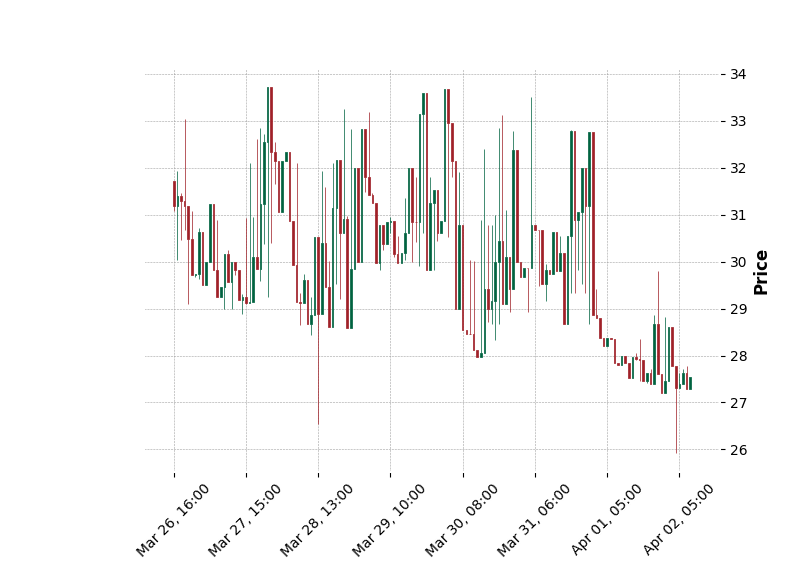 34
33
32
31
30
29
28
27
26
Price
Mar 26, 16:00
Mar 27, 15:00
Mar 28, 13:00
Mar 29, 10:00
Mar 30, 08:00
Mar 31, 06:00
Apr 01, 05:00
Apr 02, 05:00